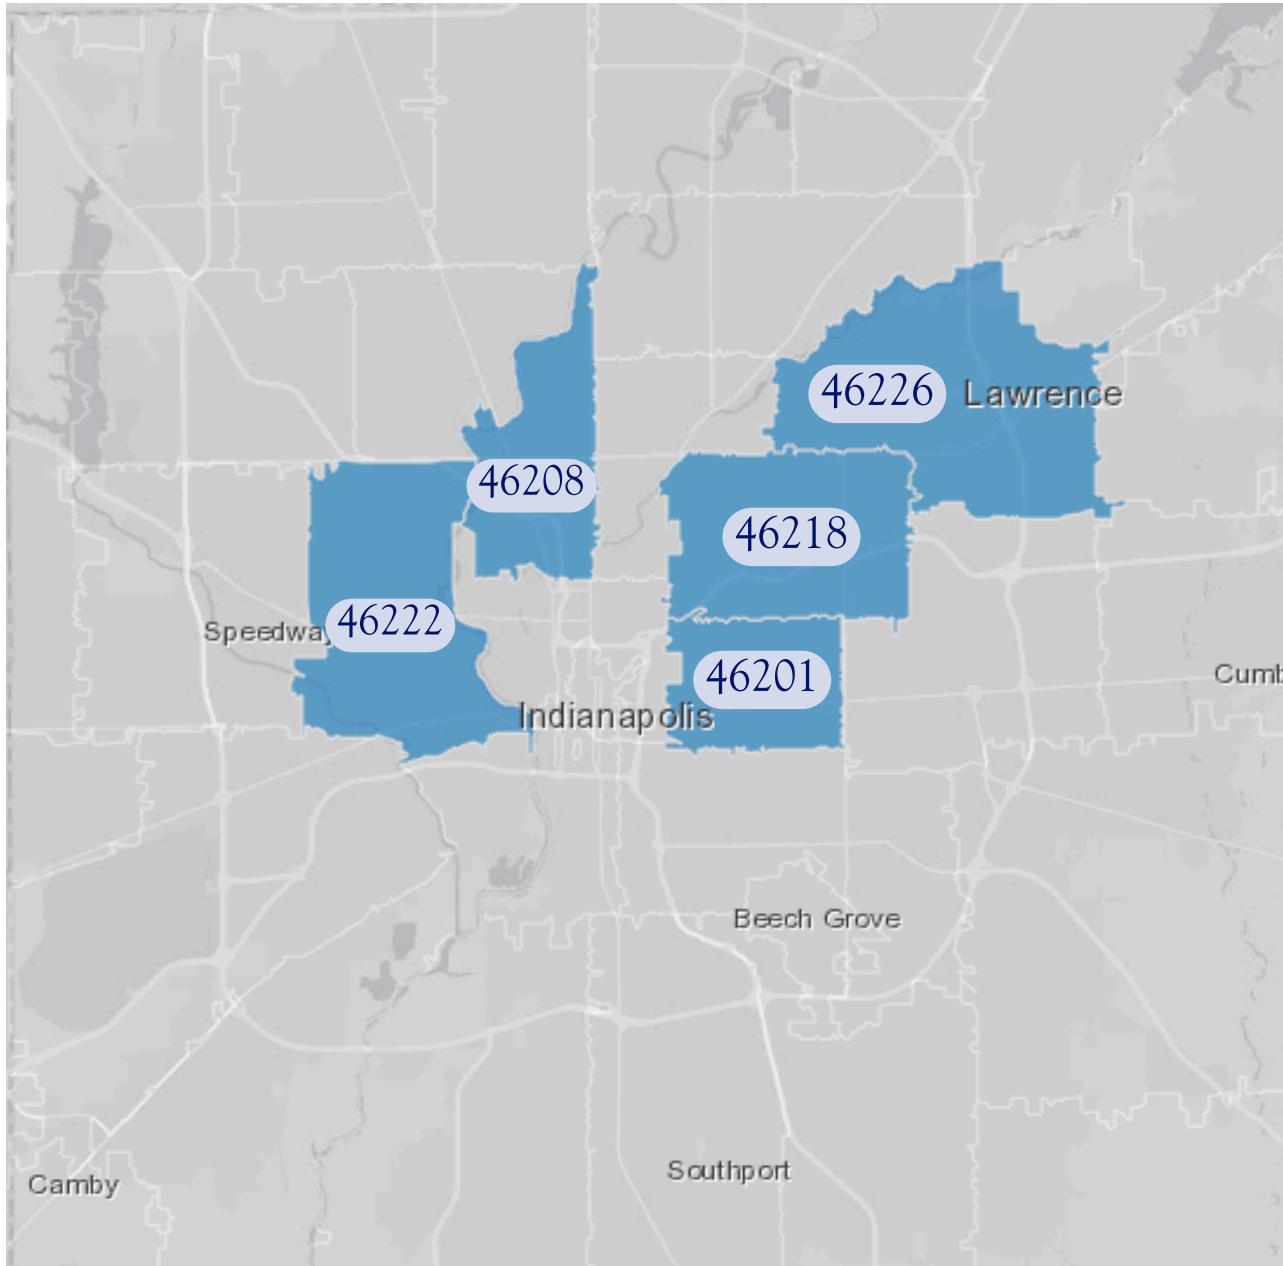 46226
Lawrence
46208
46218
46222
Speedway
46201
Cumb
Indianapolis
Beech Grove
Southport
Camby